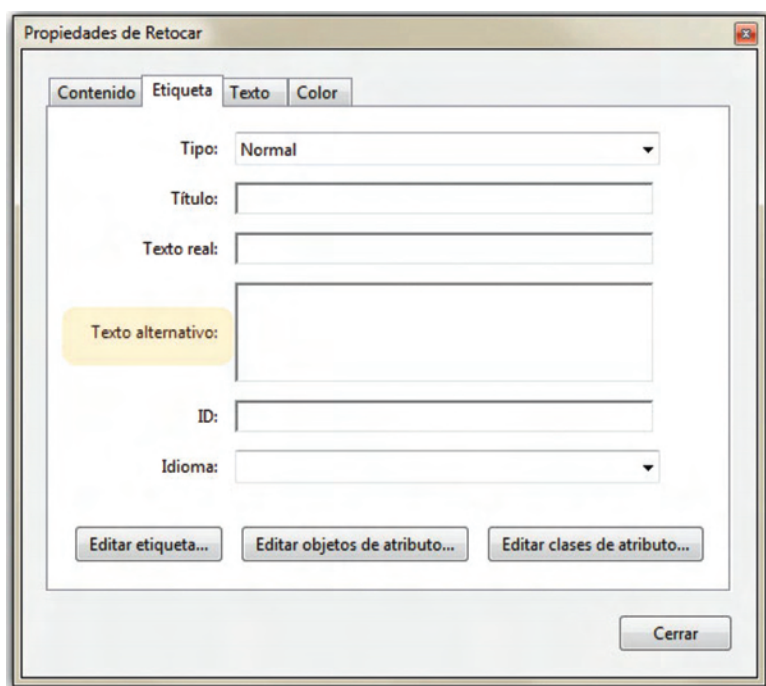 Propiedades de Retocar
Contenido Etiqueta Texto Color
Tipo: Normal
Título:
Texto real:
Texto alternativo:
ID:
Idioma:
Editar etiqueta... Editar objetos de atributo... Editar clases de atributo...
Cerrar